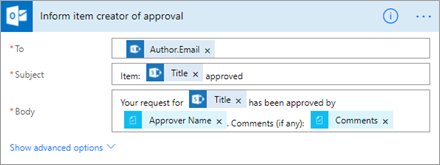 Inform item creator of approval
* To Author.Email x
* Subject Item: Title x approved
Your request for Title x has been approved by
* Body
Approver Name x . Comments (if any): Comments x
Show advanced options